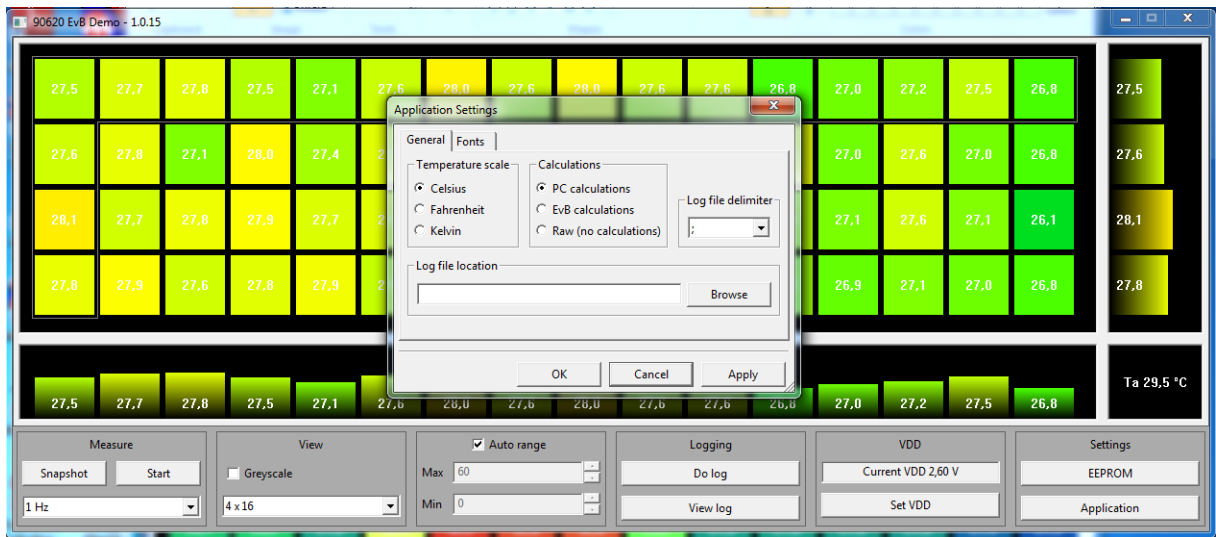 90620 EvB Demo - 1.0.15
27,5 27,7 27,8 27,5 27,1 27,6 28,0 27,6 28,0 27,6 27,6 26,8 27,0 27,2 27,5 26,8 27,5
Application Settings
General Fonts
27,6 27,8 27,1 28,0 27,4 27,0 27,6 27,0 26,8 27,6
Temperature scale Calculations
Celsius PC calculations
Fahrenheit EvB calculations Log file delimiter
Kelvin Raw (no calculations) ;
28,1 27,7 27,8 27,9 27,7 27,1 27,6 27,1 26,1 28,1
Log file location
Browse
27,8 27,9 27,6 27,8 27,9 26,9 27,1 27,0 26,8 27,8
OK Cancel Apply
Ta 29,5 °C
27,5 27,7 27,8 27,5 27,1 27,6 28,0 27,6 28,0 27,6 27,6 26,8 27,0 27,2 27,5 26,8
Measure View Auto range Logging VDD Settings
Snapshot Start Greyscale Max 60 Do log Current VDD 2,60 V EEPROM
1 Hz 4 x 16 Min 0 View log Set VDD Application